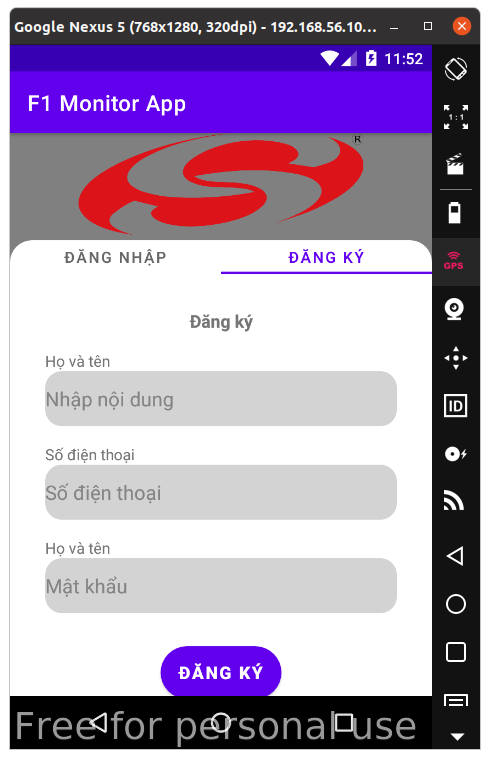 Google Nexus 5 (768x1280, 320dpi) - 192.168.56.10...
11:52
F1 Monitor App
R
1:1
GPS
ĐĂNG NHẬP
ĐĂNG KÝ
Đăng ký
Họ và tên
Nhập nội dung
Số điện thoại
Số điện thoại
Họ và tên
Mật khẩu
ID
ĐĂNG KÝ
Free for personal use